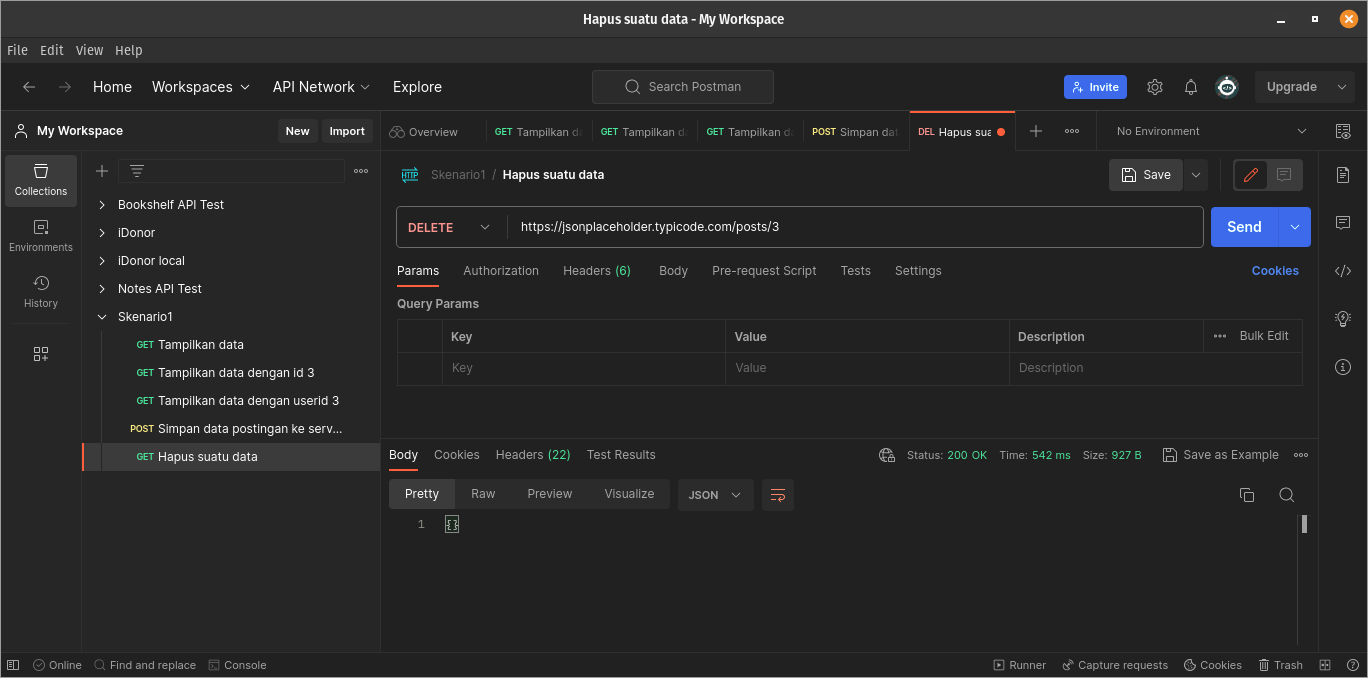 Hapus suatu data - My Workspace
File Edit View Help
Home Workspaces API Network Explore Search Postman Invite Upgrade
My Workspace New Import Overview GET Tampilkan da GET Tampilkan da GET Tampilkan da POST Simpan dat DEL Hapus sua No Environment
Collections
Environments
History
Bookshelf API Test
iDonor
iDonor local
Notes API Test
Skenario1
GET Tampilkan data
GET Tampilkan data dengan id 3
GET Tampilkan data dengan userid 3
POST Simpan data postingan ke serv...
GET Hapus suatu data
HTTP Skenario1 / Hapus suatu data Save
DELETE https://jsonplaceholder.typicode.com/posts/3 Send
Params Authorization Headers (6) Body Pre-request Script Tests Settings Cookies
Query Params
Key Value Description Bulk Edit
Key Value Description
Body Cookies Headers (22) Test Results Status: 200 OK Time: 542 ms Size: 927 B Save as Example
Pretty Raw Preview Visualize JSON
1 {}
Online Find and replace Console Runner Capture requests Cookies Trash